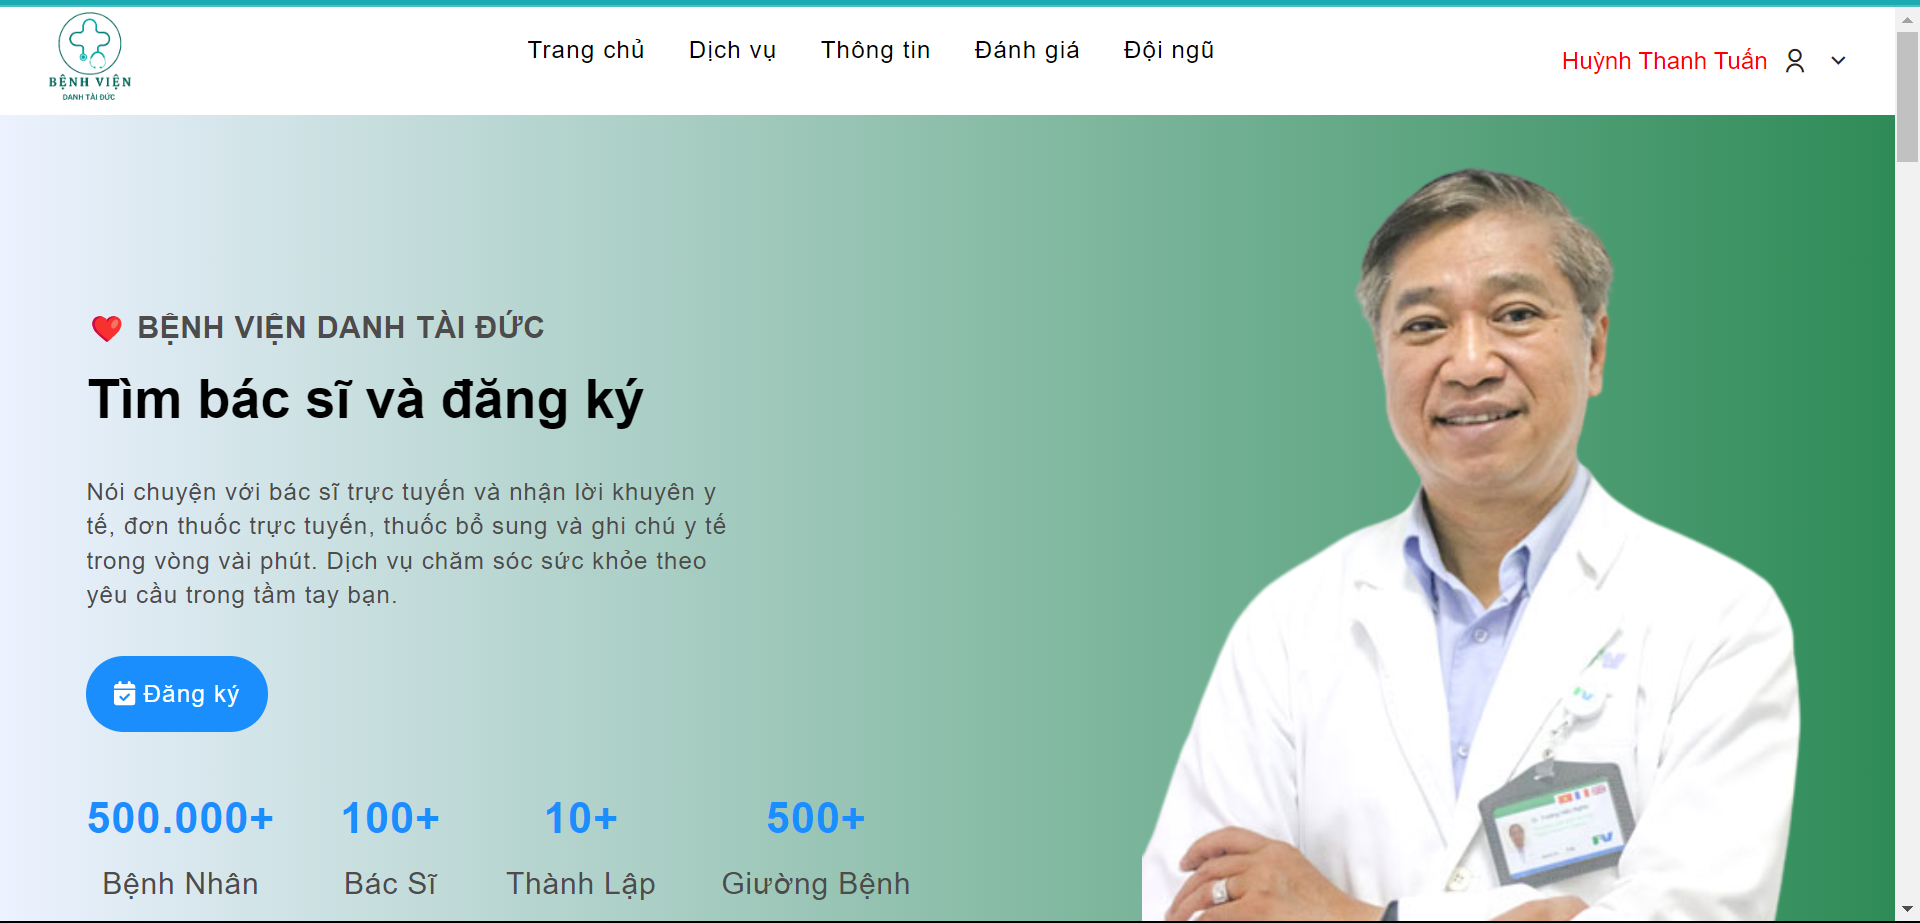 BỆNH VIỆN
DANH TÀI ĐỨC
Trang chủ
Dịch vụ
Thông tin
Đánh giá
Đội ngũ
Huỳnh Thanh Tuấn
BỆNH VIỆN DANH TÀI ĐỨC
Tìm bác sĩ và đăng ký
Nói chuyện với bác sĩ trực tuyến và nhận lời khuyên y
tế, đơn thuốc trực tuyến, thuốc bổ sung và ghi chú y tế
trong vòng vài phút. Dịch vụ chăm sóc sức khỏe theo
yêu cầu trong tầm tay bạn.
Đăng ký
500.000+
Bệnh Nhân
100+
Bác Sĩ
10+
Thành Lập
500+
Giường Bệnh
FV